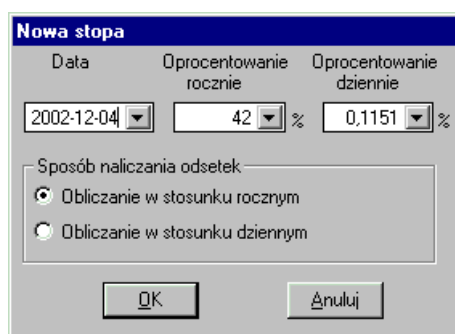 Nowa stopa
Data Oprocentowanie Oprocentowanie
rocznie dziennie
2002-12-04 42 % 0,1151 %
Sposób naliczania odsetek
Obliczanie w stosunku rocznym
Obliczanie w stosunku dziennym
OK Anuluj